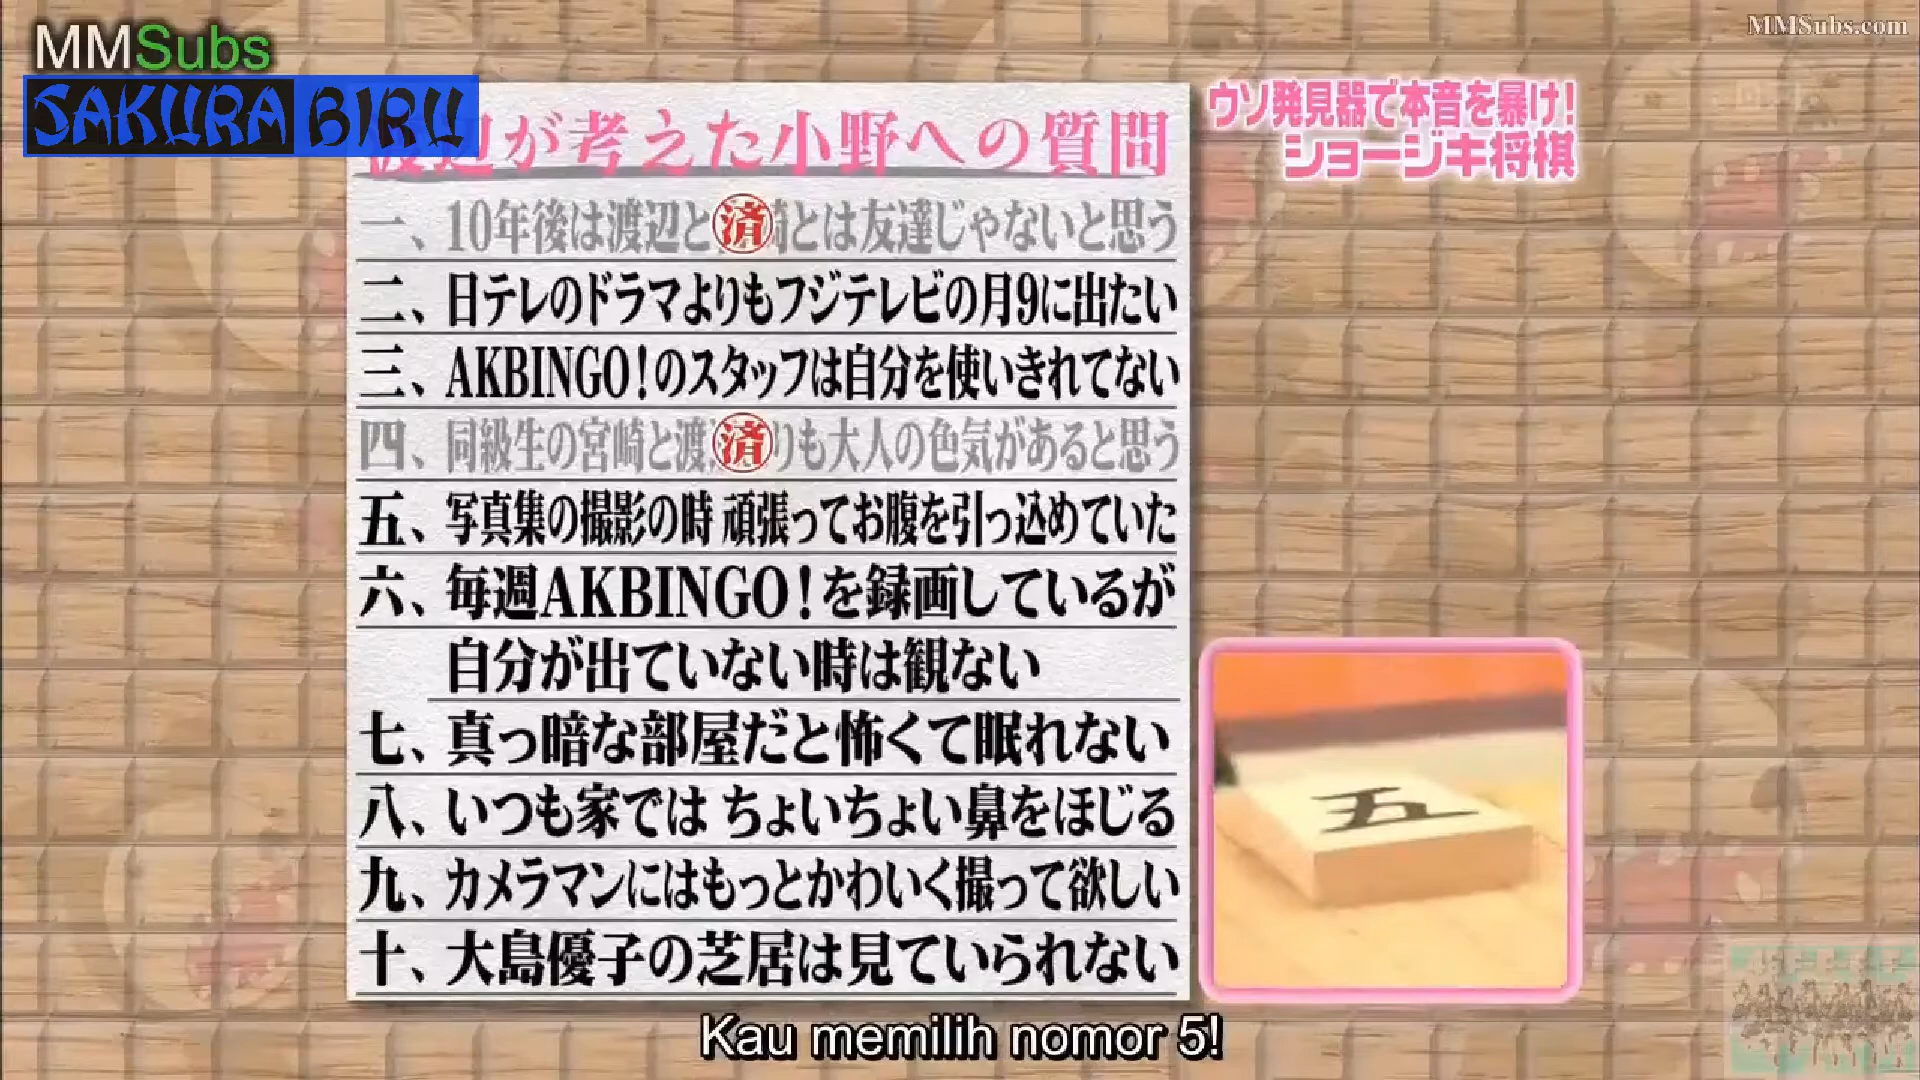 MMSubs
MMSubs.com
SAKURA BIRU
渡辺が考えた小野への質問
ウソ発見器で本音を暴け!
ショージキ将棋
一、10年後は渡辺と済崎とは友達じゃないと思う
二、日テレのドラマよりもフジテレビの月9に出たい
三、AKBINGO!のスタッフは自分を使いきれてない
四、同級生の宮崎と渡済りも大人の色気があると思う
五、写真集の撮影の時 頑張ってお腹を引っ込めていた
六、毎週AKBINGO!を録画しているが
自分が出ていない時は観ない
七、真っ暗な部屋だと怖くて眠れない
八、いつも家では ちょいちょい鼻をほじる
九、カメラマンにはもっとかわいく撮って欲しい
十、大島優子の芝居は見ていられない
五
Kau memilih nomor 5!